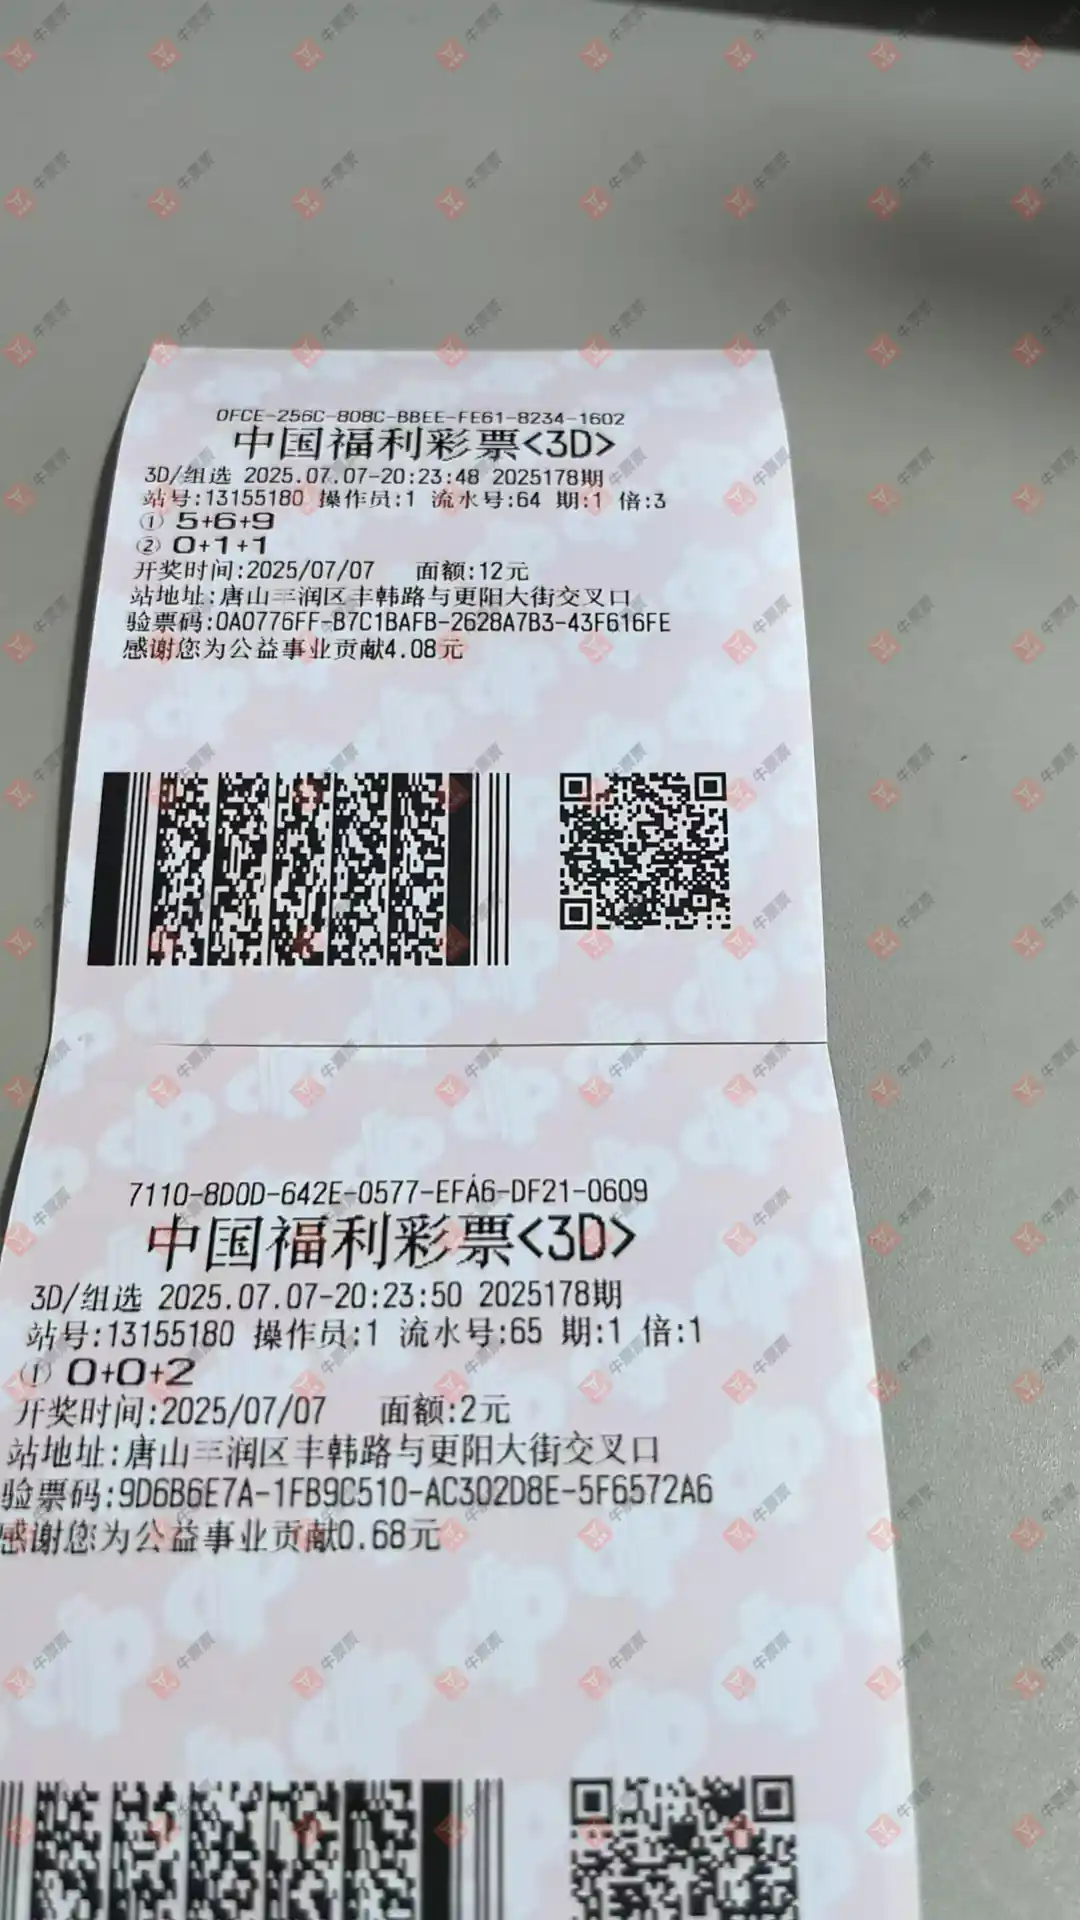 0FCE-256C-808C-BBEE-FE61-8234-1602
中国福利彩票<3D>
3D/组选 2025.07.07-20:23:48 2025178期
站号:13155180 操作员:1 流水号:64 期:1 倍:3
① 5+6+9
② 0+1+1
开奖时间:2025/07/07 面额:12元
站地址:唐山丰润区丰韩路与更阳大街交叉口
验票码:0A0776FF-B7C1BAFB-2628A7B3-43F616FE
感谢您为公益事业贡献4.08元
7110-8D0D-642E-0577-EFA6-DF21-0609
中国福利彩票<3D>
3D/组选 2025.07.07-20:23:50 2025178期
站号:13155180 操作员:1 流水号:65 期:1 倍:1
① 0+0+2
开奖时间:2025/07/07 面额:2元
站地址:唐山丰润区丰韩路与更阳大街交叉口
验票码:9D6B6E7A-1FB9C510-AC302D8E-5F6572A6
感谢您为公益事业贡献0.68元
牛票票